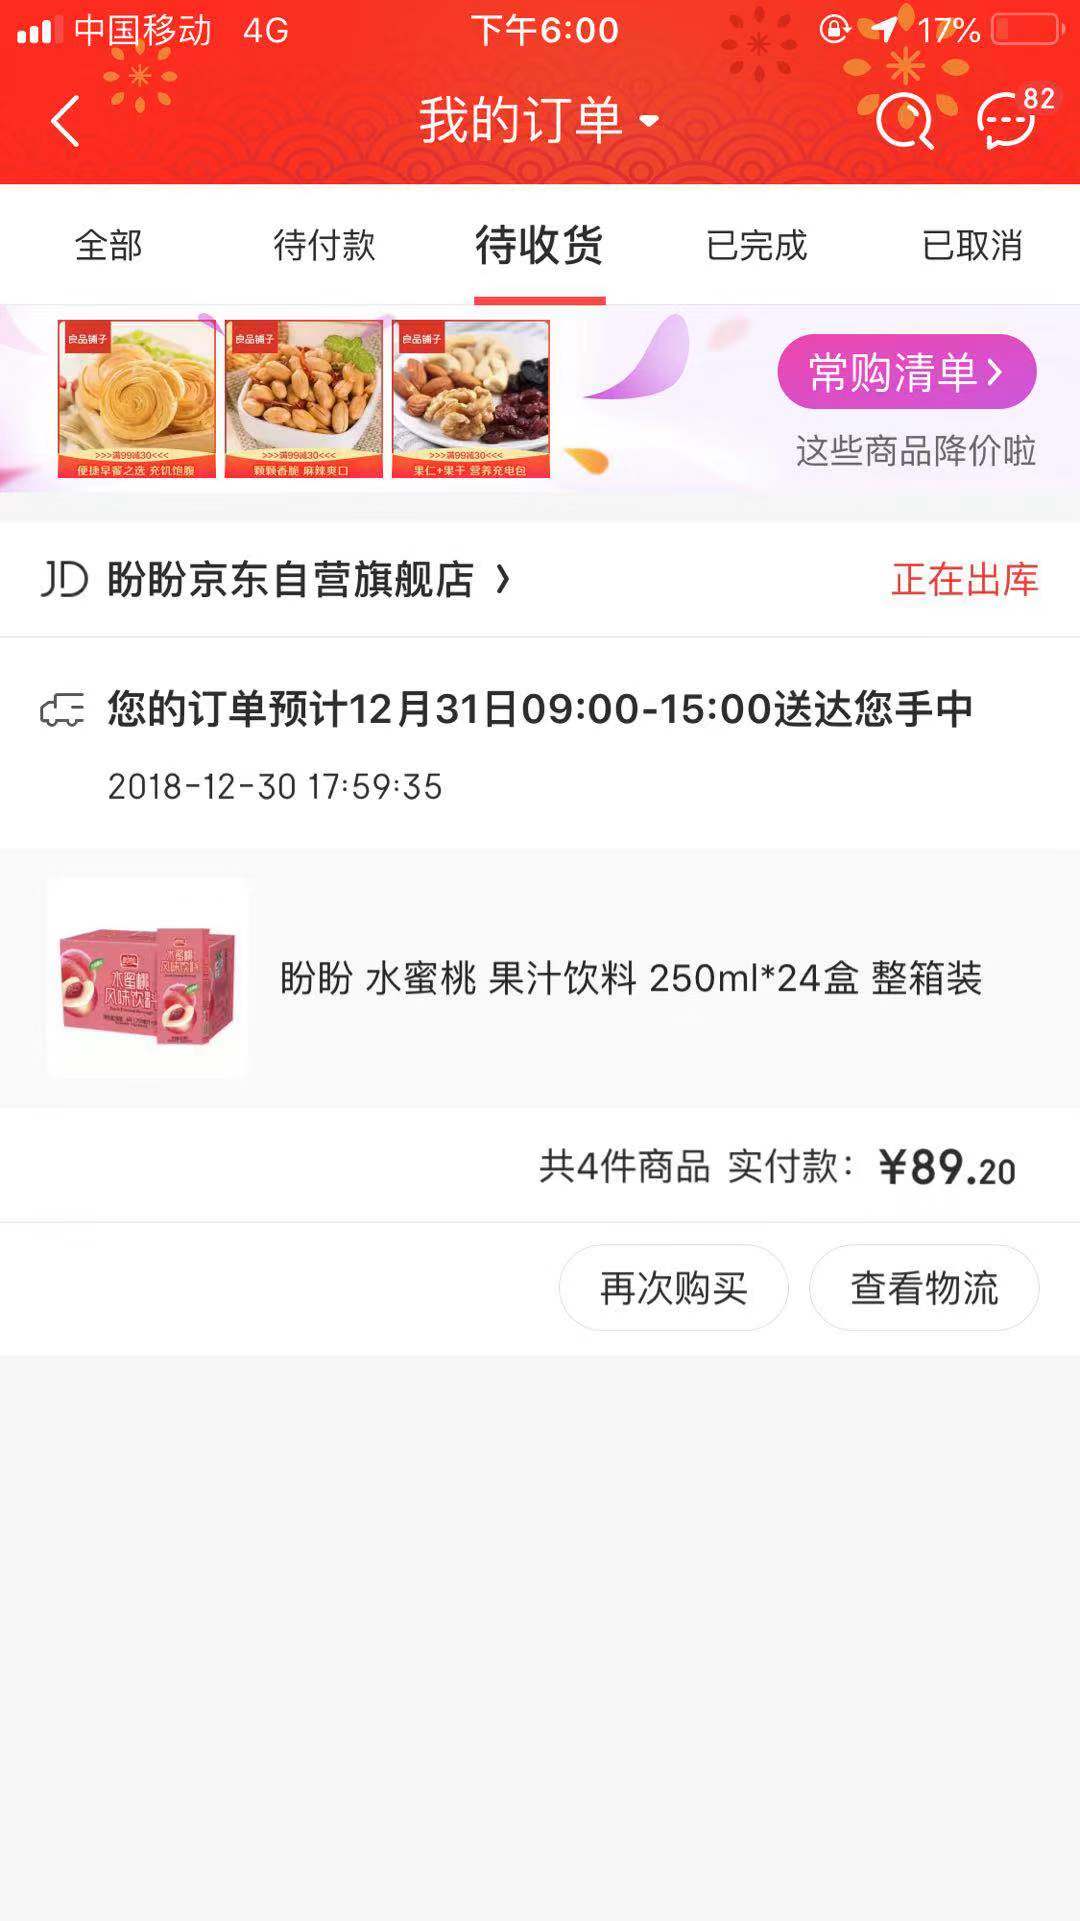 中国移动 4G 下午6:00 17%
我的订单
82
全部 待付款 待收货 已完成 已取消
良品铺子 良品铺子 良品铺子
>>>满99减30<<< >>>满99减30<<< >>>满99减30<<<
便捷早餐之选 充饥饱腹 颗颗香脆 麻辣爽口 果仁+果干 营养充电包
常购清单
这些商品降价啦
JD 盼盼京东自营旗舰店
正在出库
您的订单预计12月31日09:00-15:00送达您手中
2018-12-30 17:59:35
水蜜桃
风味饮料
水蜜桃
风味饮料
盼盼 水蜜桃 果汁饮料 250ml*24盒 整箱装
共4件商品 实付款：¥89.20
再次购买 查看物流